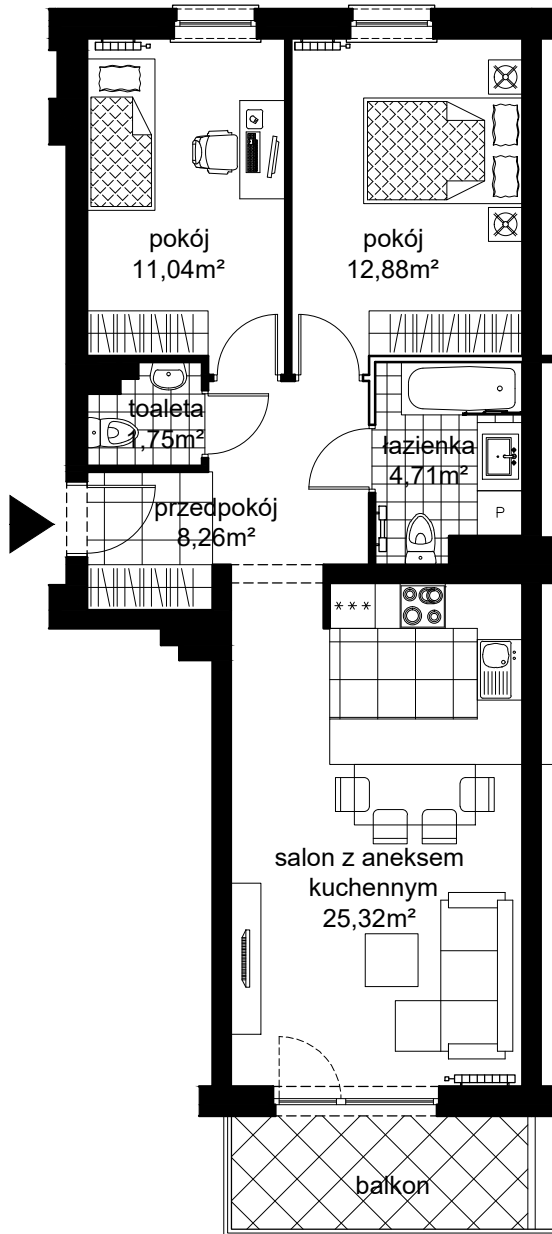 pokój
11,04m²
pokój
12,88m²
toaleta
1,75m²
łazienka
4,71m²
P
przedpokój
8,26m²
***
salon z aneksem
kuchennym
25,32m²
balkon